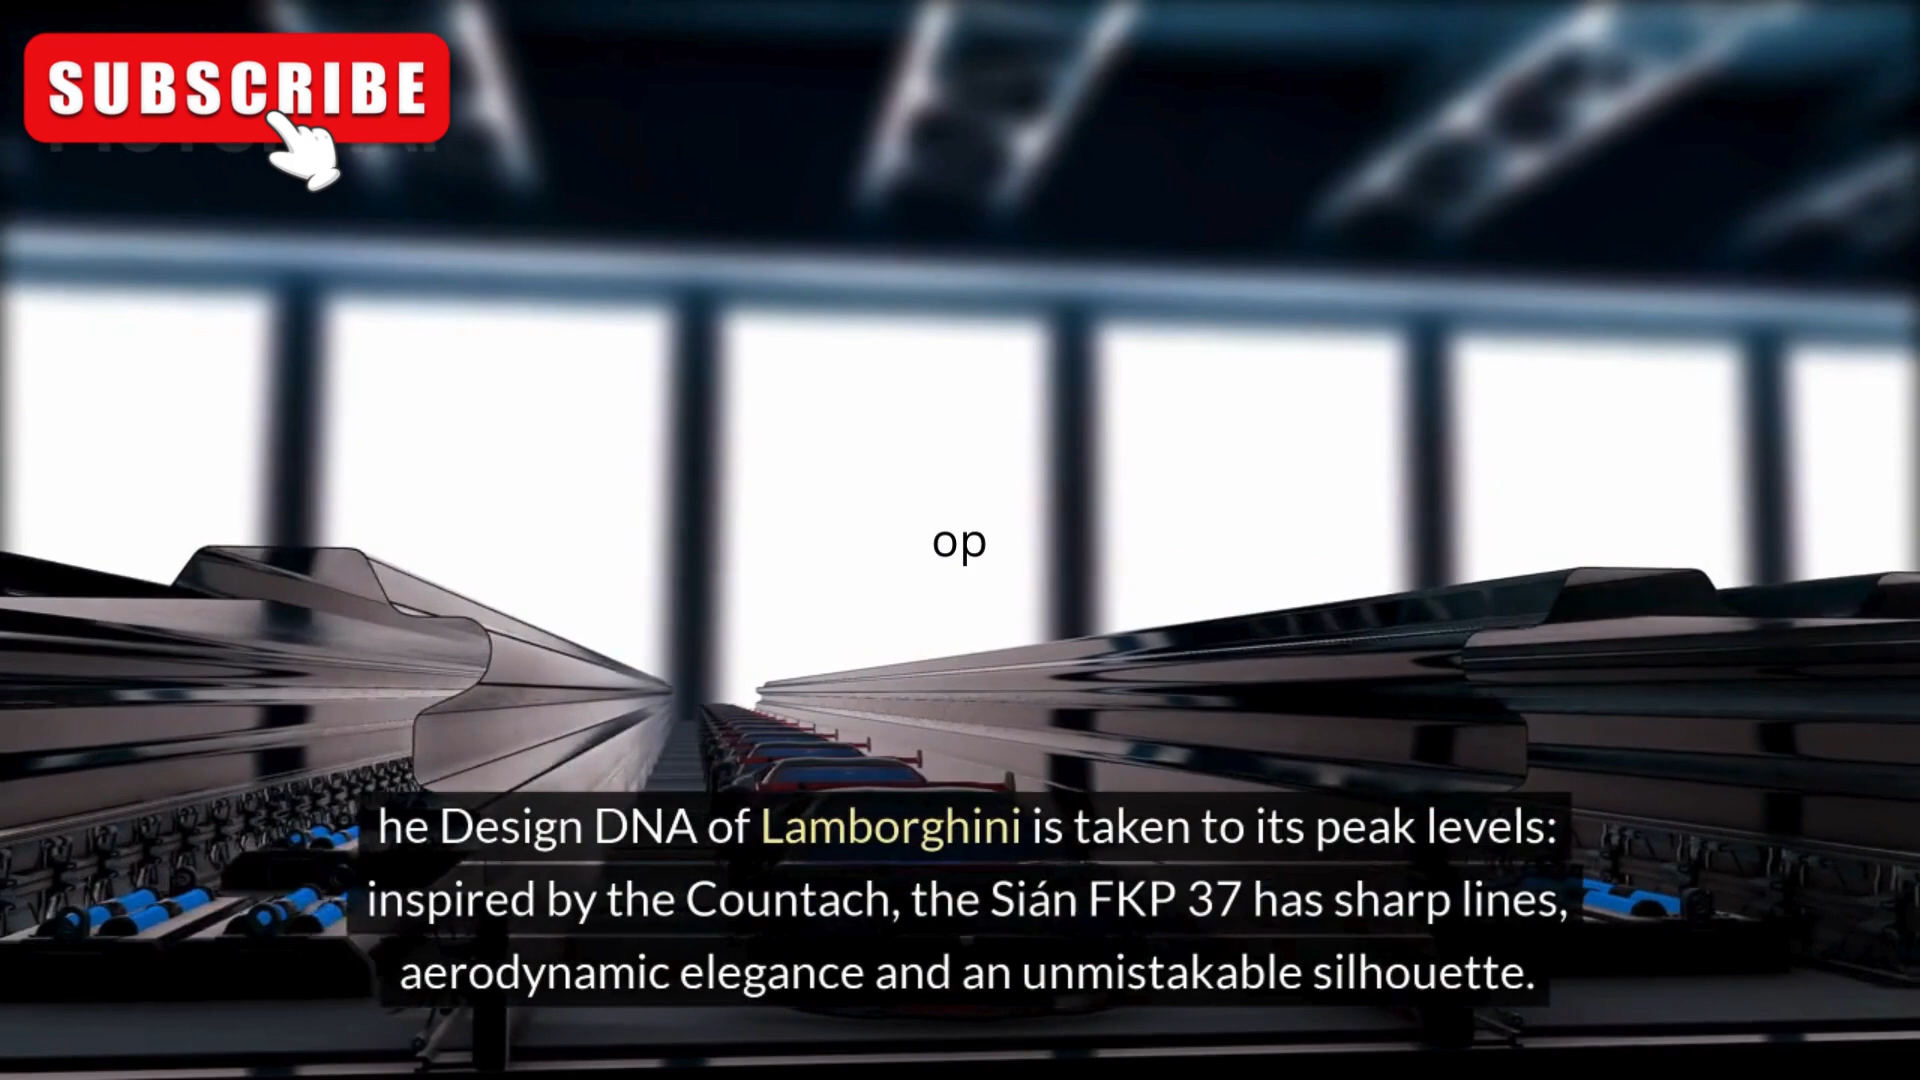 SUBSCRIBE
op
he Design DNA of Lamborghini is taken to its peak levels:
inspired by the Countach, the Sián FKP 37 has sharp lines,
aerodynamic elegance and an unmistakable silhouette.